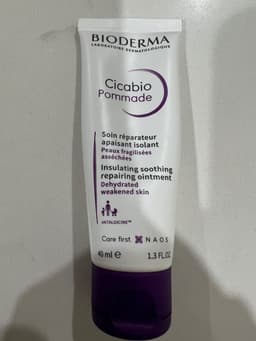 BIODERMA
LABORATOIRE DERMATOLOGIQUE
Cicabio
Pommade
Soin réparateur
apaisant isolant
Peaux fragilisées
asséchées
Insulating soothing
repairing ointment
Dehydrated
weakened skin
ANTALGICINE™
Care first. NAOS
40 ml e 1.3 FL.OZ